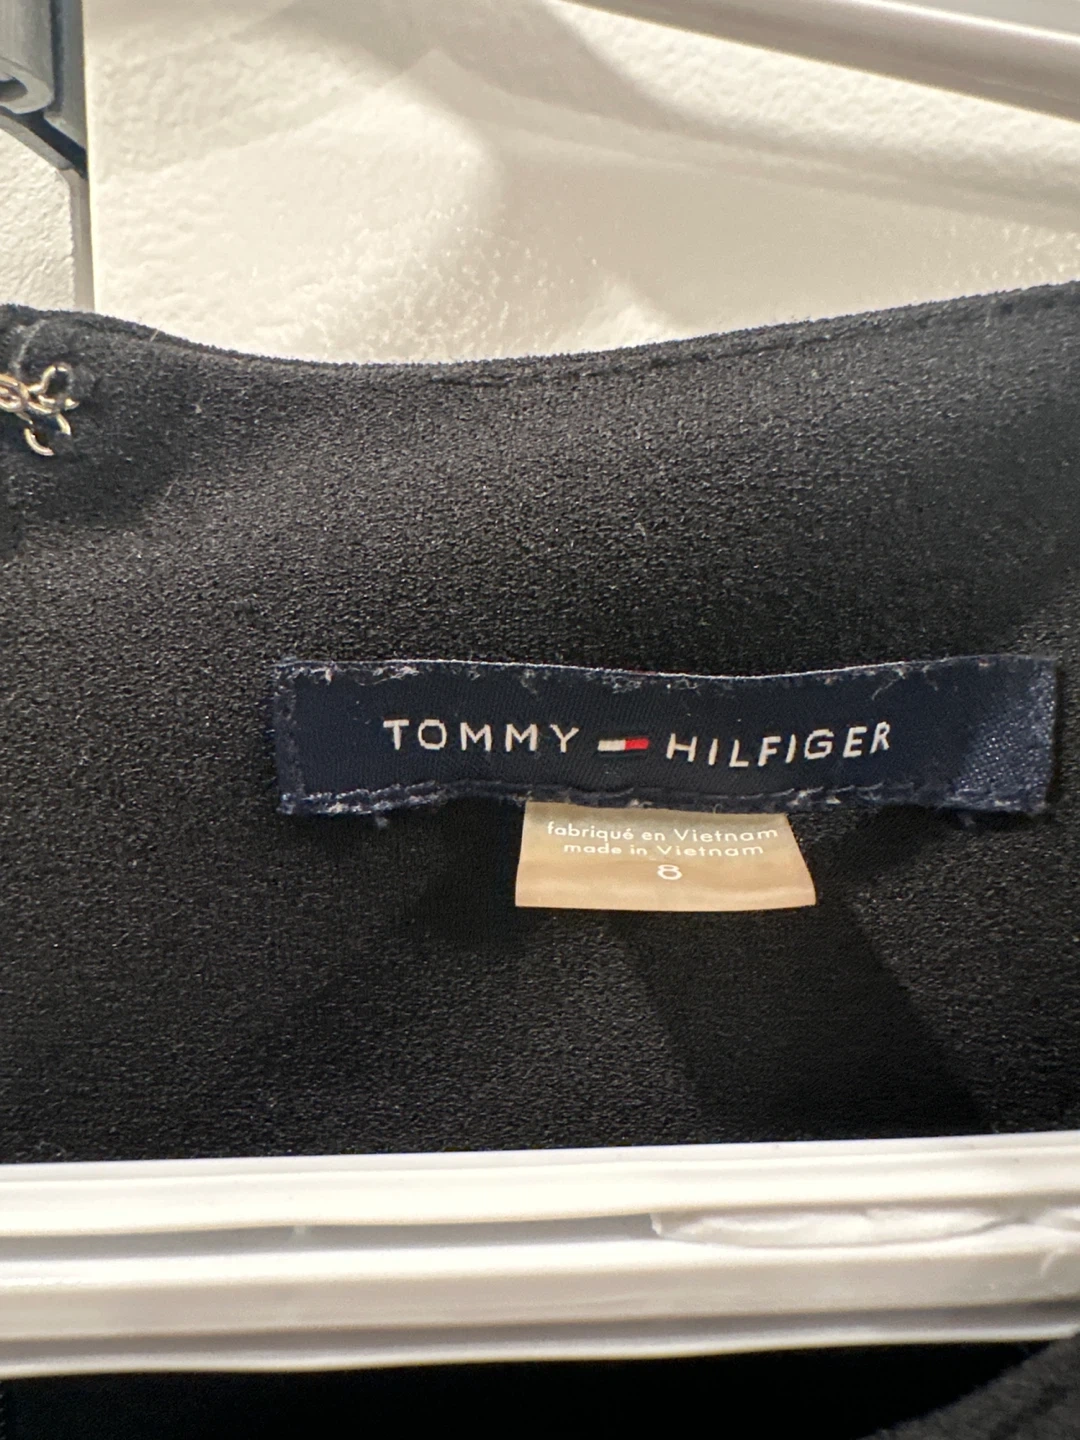 TOMMY HILFIGER
fabriqué en Vietnam
made in Vietnam
8